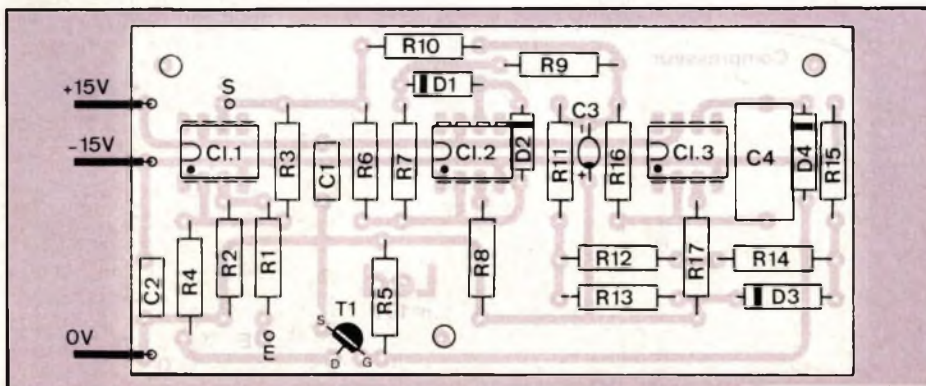 Compresseur
R10
R9
D1
+15V
S
C3
-15V
CI.1
R3
C1
R6
R7
CI.2
D2
R11
R16
CI.3
C4
D4
R15
-
+
C2
R4
R2
R1
R5
R8
R12
R17
R14
R13
D3
T1
S
D
G
0V
E